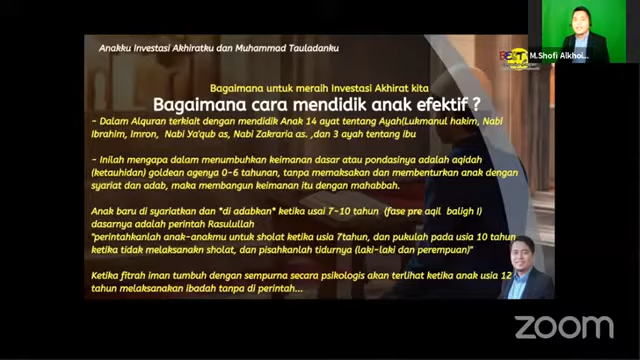 Anakku Investasi Akhiratku dan Muhammad Tauladanku
M.Shofi Alkhoi...
Bagaimana untuk meraih Investasi Akhirat kita
Bagaimana cara mendidik anak efektif ?
- Dalam Alquran terkiait dengan mendidik Anak 14 ayat tentang Ayah(Lukmanul hakim, Nabi
Ibrahim, Imron, Nabi Ya'qub as, Nabi Zakraria as. ,dan 3 ayah tentang ibu
- Inilah mengapa dalam menumbuhkan keimanan dasar atau pondasinya adalah aqidah
(ketauhidan) goldean agenya 0-6 tahunan, tanpa memaksakan dan membenturkan anak dengan
syariat dan adab, maka membangun keimanan itu dengan mahabbah.
Anak baru di syariatkan dan *di adabkan* ketika usai 7-10 tahun (fase pre aqil baligh I)
dasarnya adalah perintah Rasulullah
"perintahkanlah anak-anakmu untuk sholat ketika usia 7tahun, dan pukulah pada usia 10 tahun
ketika tidak melaksanakn sholat, dan pisahkanlah tidurnya (laki-laki dan perempuan)"
Ketika fitrah iman tumbuh dengan sempurna secara psikologis akan terlihat ketika anak usia 12
tahun melaksanakan ibadah tanpa di perintah...
zoom